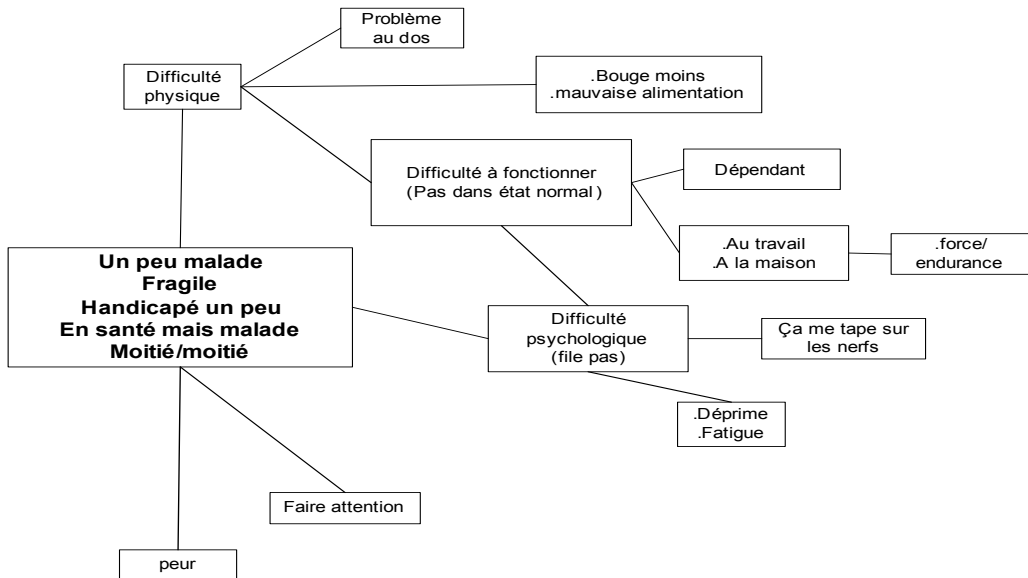 Problème
au dos
Difficulté
physique
.Bouge moins
.mauvaise alimentation
Difficulté à fonctionner
(Pas dans état normal)
Dépendant
.Au travail
.A la maison
.force/
endurance
Un peu malade
Fragile
Handicapé un peu
En santé mais malade
Moitié/moitié
Difficulté
psychologique
(file pas)
Ça me tape sur
les nerfs
.Déprime
.Fatigue
Faire attention
peur